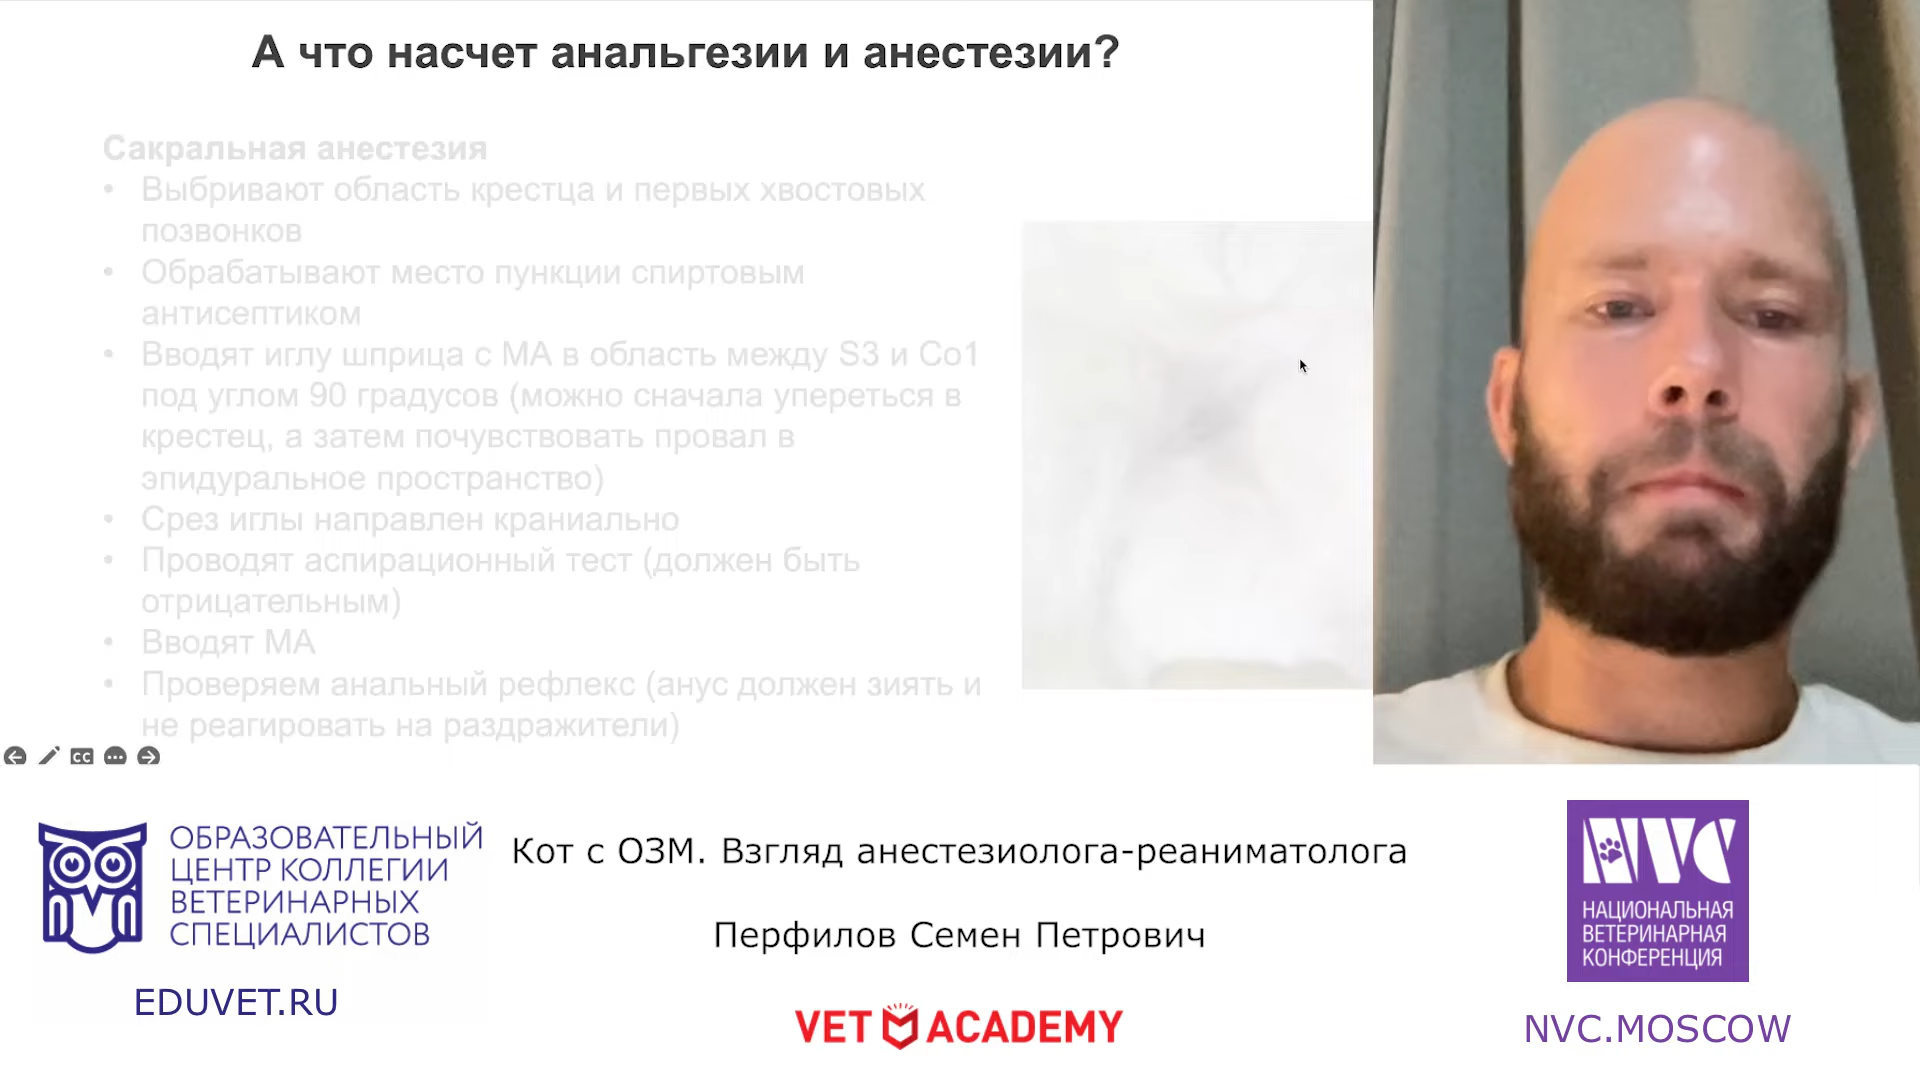 А что насчет анальгезии и анестезии?
Сакральная анестезия
• Выбривают область крестца и первых хвостовых
позвонков
• Обрабатывают место пункции спиртовым
антисептиком
• Вводят иглу шприца с МА в область между S3 и Co1
под углом 90 градусов (можно сначала упереться в
крестец, а затем почувствовать провал в
эпидуральное пространство)
• Срез иглы направлен краниально
• Проводят аспирационный тест (должен быть
отрицательным)
• Вводят МА
• Проверяем анальный рефлекс (анус должен зиять и
не реагировать на раздражители)
CC
ОБРАЗОВАТЕЛЬНЫЙ
ЦЕНТР КОЛЛЕГИИ
ВЕТЕРИНАРНЫХ
СПЕЦИАЛИСТОВ
EDUVET.RU
Кот с ОЗМ. Взгляд анестезиолога-реаниматолога
Перфилов Семен Петрович
VET ACADEMY
NVC
НАЦИОНАЛЬНАЯ
ВЕТЕРИНАРНАЯ
КОНФЕРЕНЦИЯ
NVC.MOSCOW